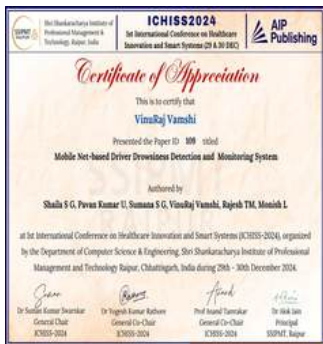 SSIPMT
RAIPUR
Shri Shankaracharya Institute of
Professional Management &
Technology, Raipur, India
ICHISS2024
1st International Conference on Healthcare
Innovation and Smart Systems (29 & 30 DEC)
AIP
Publishing
Certificate of Appreciation
This is to certify that
VinuRaj Vamshi
Presented the Paper ID 108 titled
Mobile Net-based Driver Drowsiness Detection and Monitoring System
Authored by
Shaila S G, Pavan Kumar U, Sumana S G, VinuRaj Vamshi, Rajesh TM, Monish L
at 1st International Conference on Healthcare Innovation and Smart Systems (ICHISS-2024), organized
by the Department of Computer Science & Engineering, Shri Shankaracharya Institute of Professional
Management and Technology Raipur, Chhattisgarh, India during 29th - 30th December 2024.
Dr Suman Kumar Swarnkar
General Chair
ICHISS-2024
Dr Yogesh Kumar Rathore
General Co-Chair
ICHISS-2024
Prof Anand Tamrakar
General Co-Chair
ICHISS-2024
Dr Alok Jain
Principal
SSIPMT, Raipur